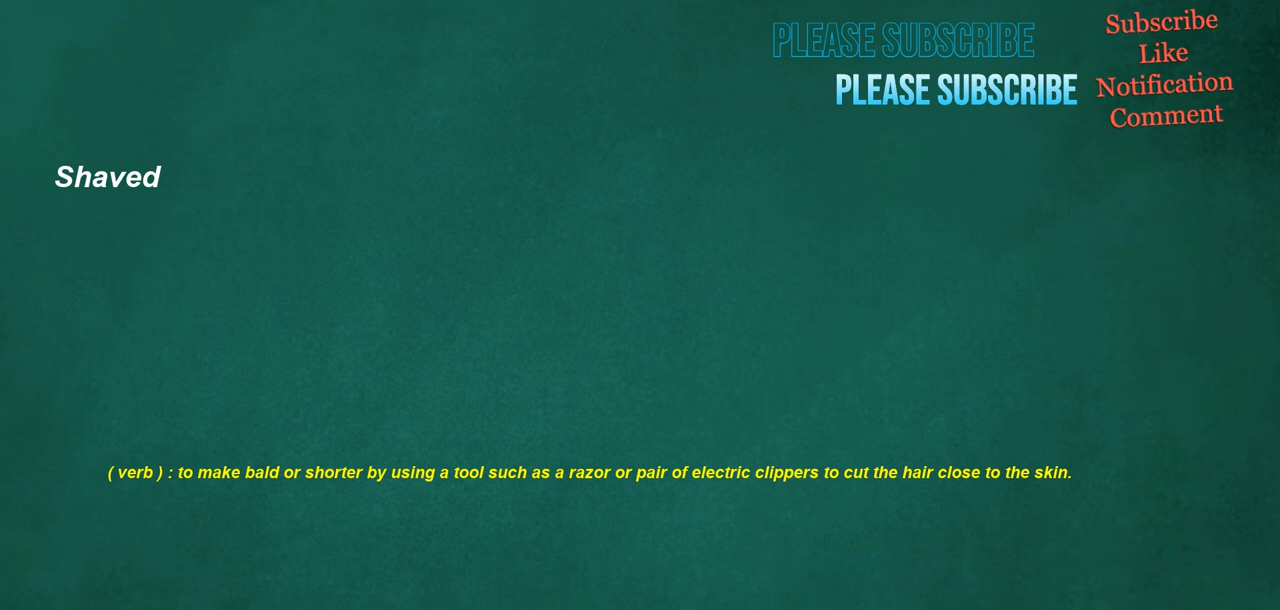 PLEASE SUBSCRIBE
PLEASE SUBSCRIBE
Subscribe
Like
Notification
Comment
Shaved
( verb ) : to make bald or shorter by using a tool such as a razor or pair of electric clippers to cut the hair close to the skin.